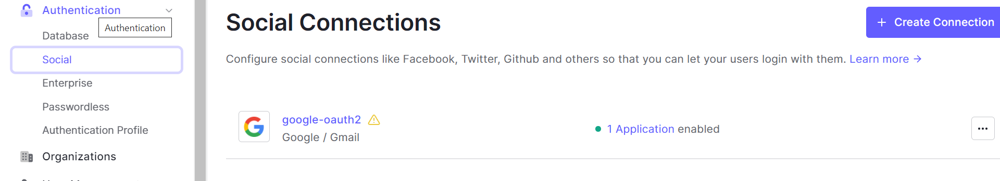 Authentication
Authentication
Database
Social
Enterprise
Passwordless
Authentication Profile
Organizations
Social Connections
+ Create Connection
Configure social connections like Facebook, Twitter, Github and others so that you can let your users login with them. Learn more →
google-oauth2
Google / Gmail
1 Application enabled